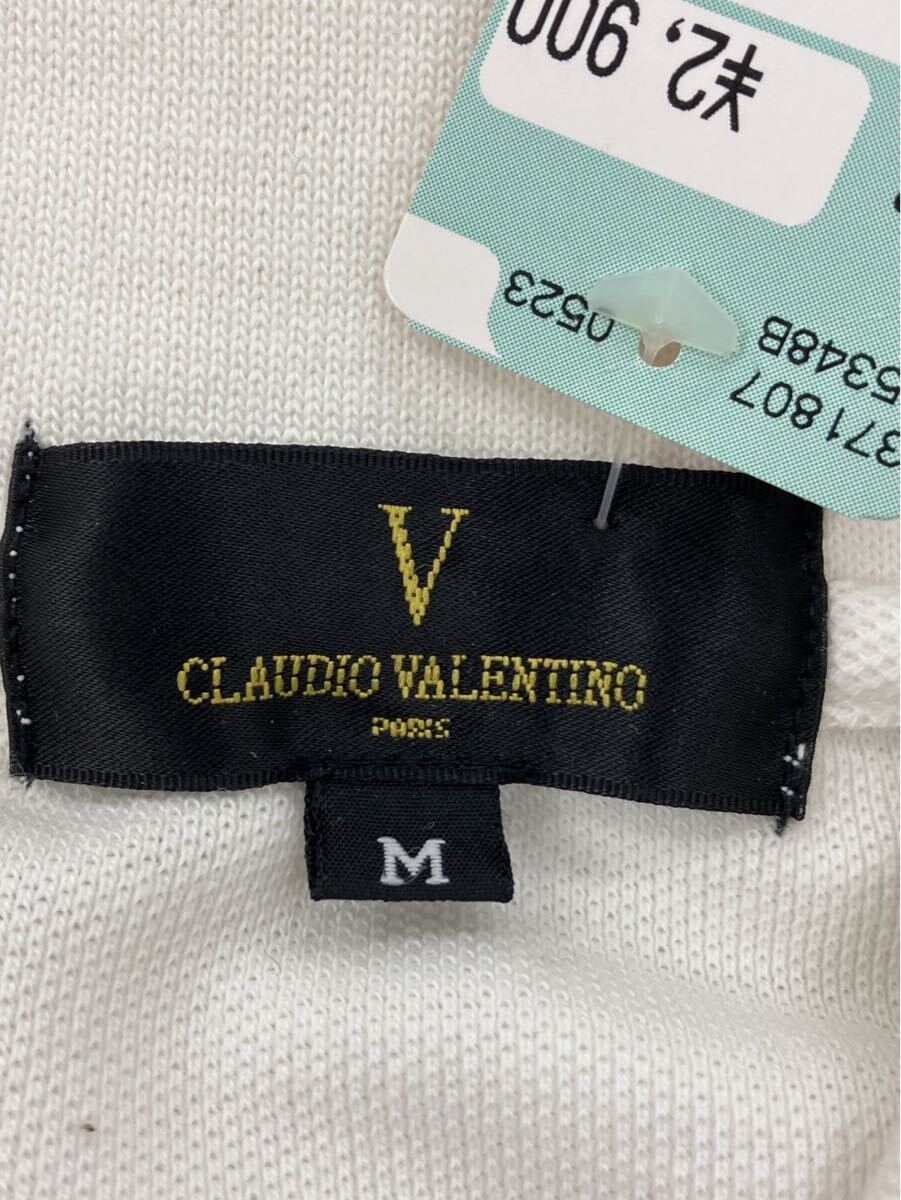 ¥2,900
0523
5348B
371807
V
CLAUDIO VALENTINO
PARIS
M